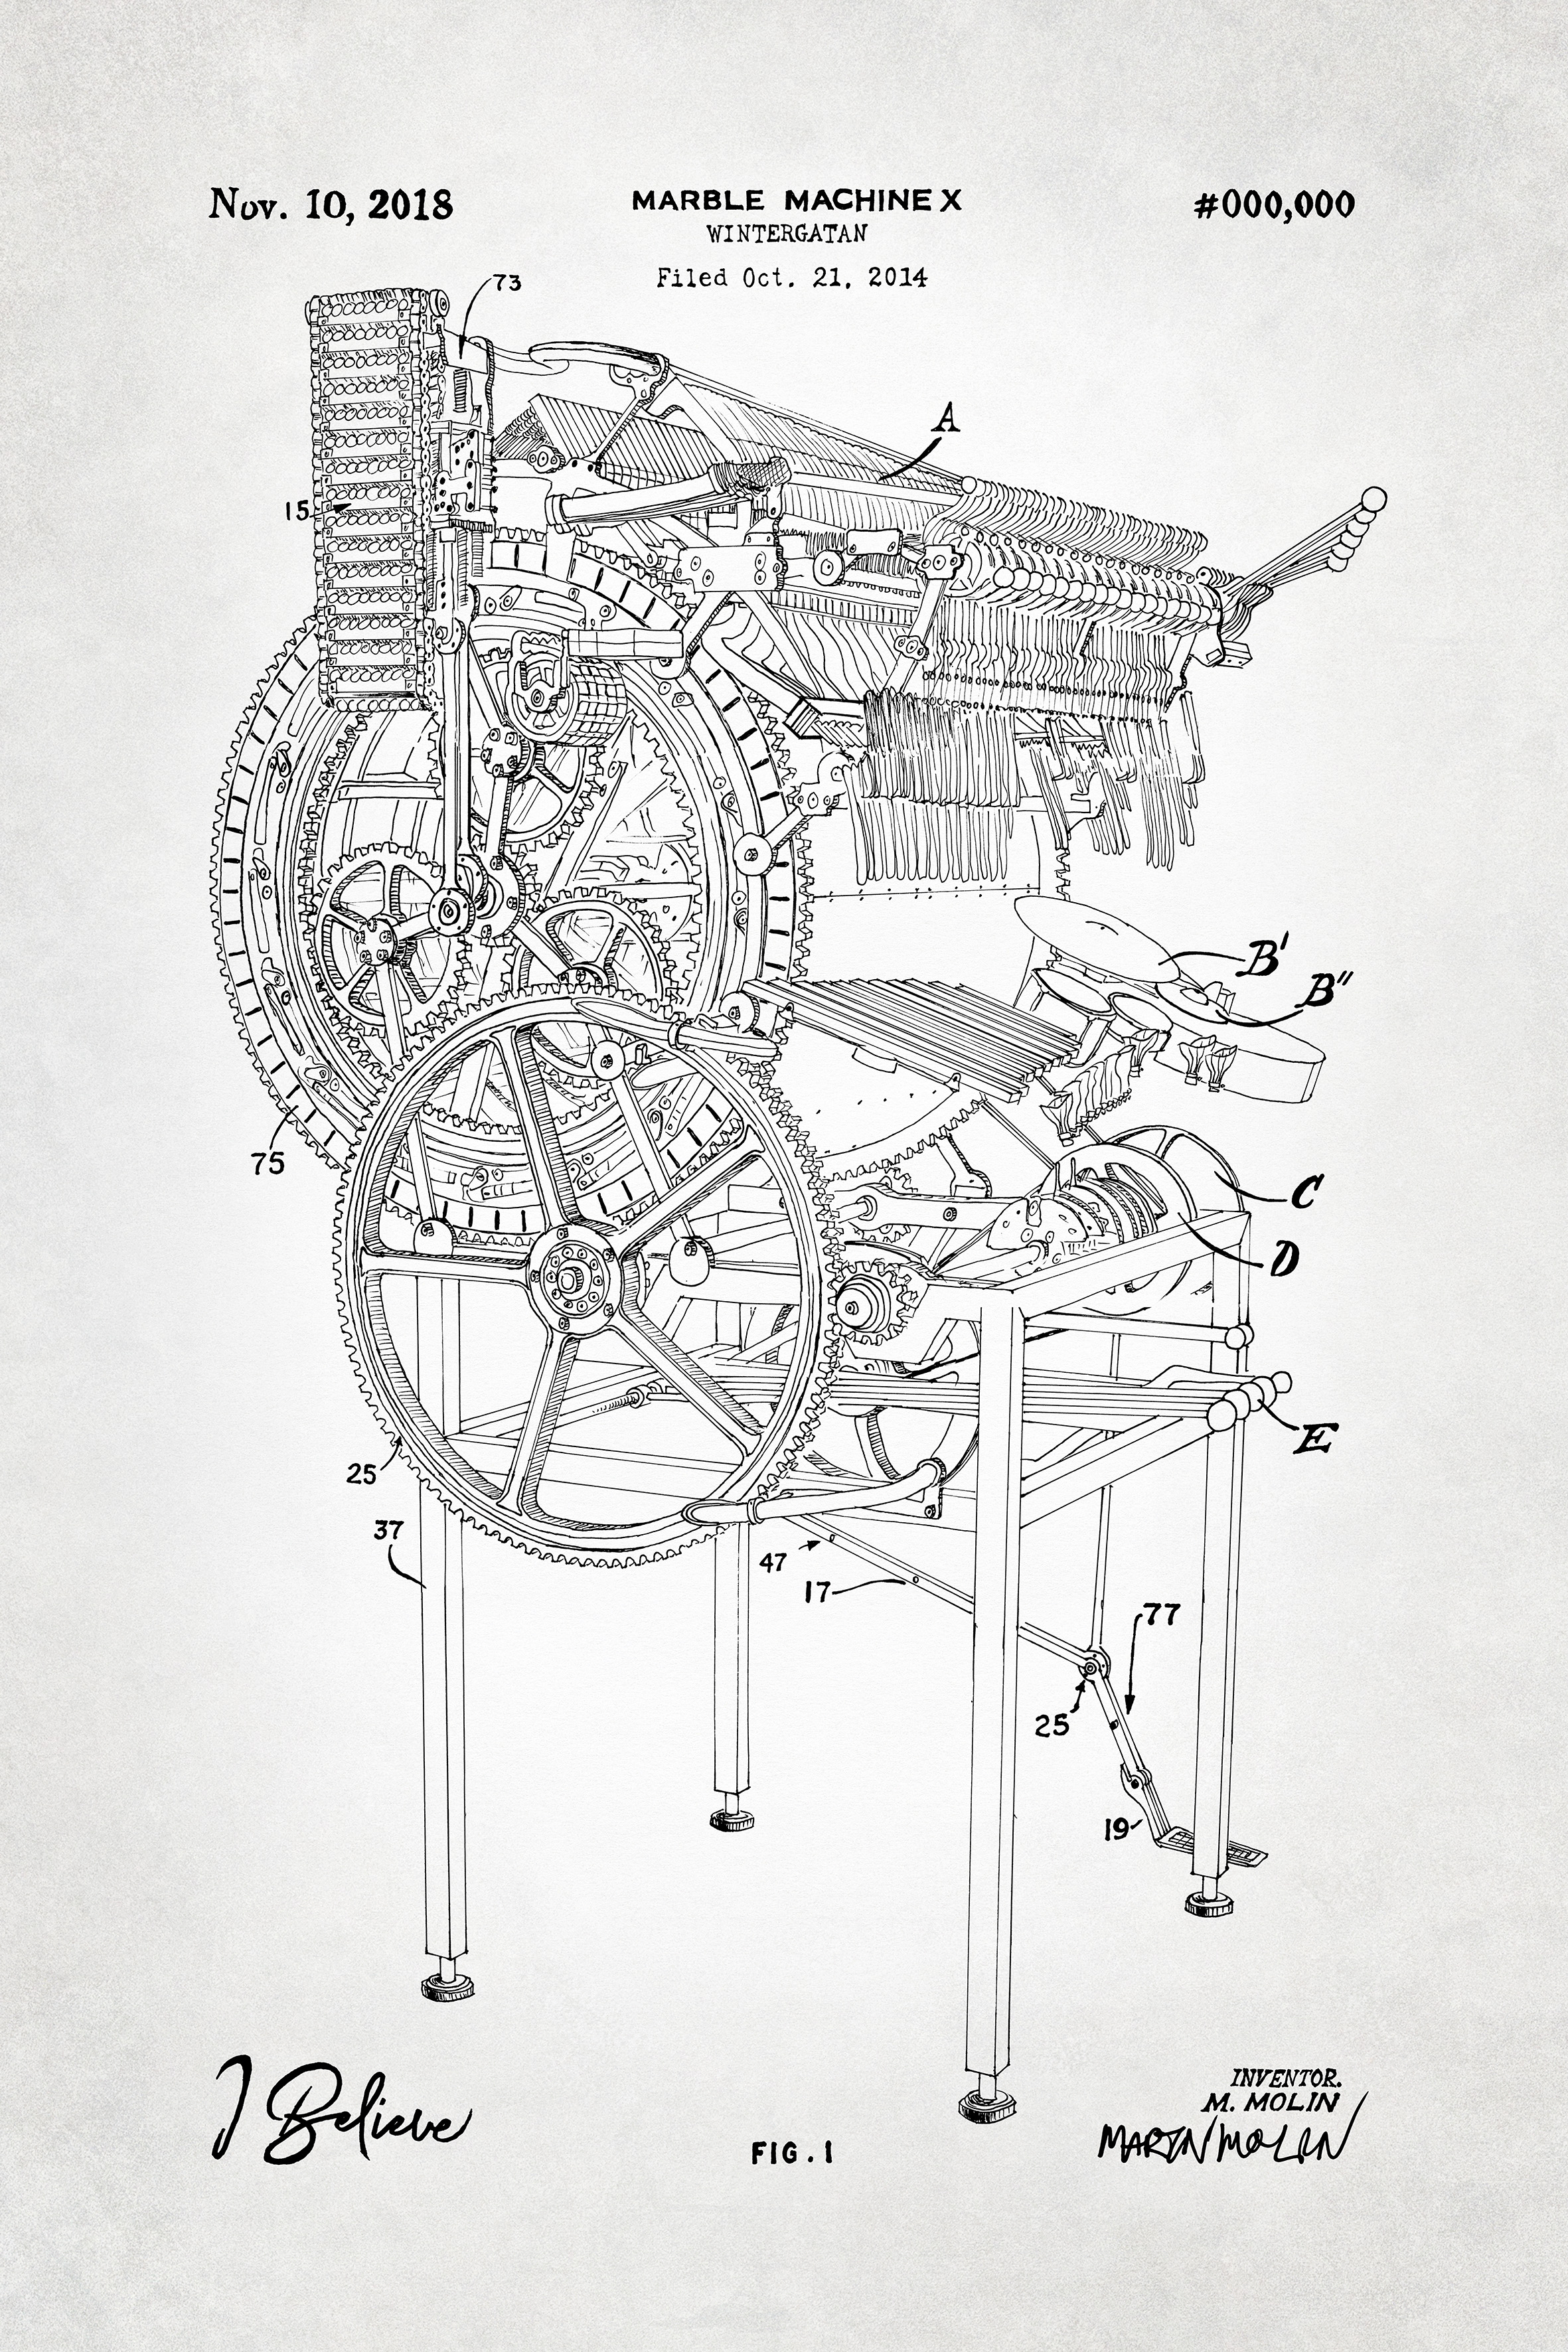 Nov. 10, 2018
MARBLE MACHINE X
#000,000
WINTERGATAN
Filed Oct. 21, 2014
73
A
15
B'
B"
75
C
D
E
25
37
47
17
77
25
19
I Believe
INVENTOR.
M. MOLIN
MARTIN MOLIN
FIG. 1